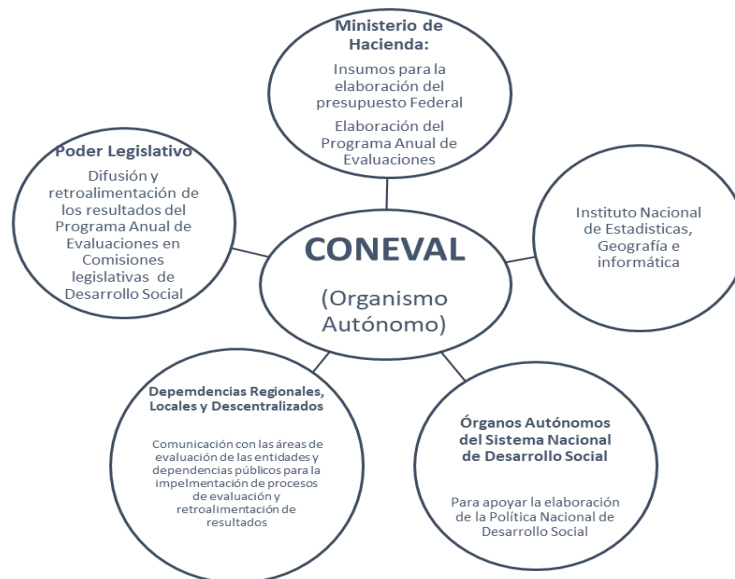 Ministerio de
Hacienda:
Insumos para la
elaboración del
presupuesto Federal
Elaboración del
Programa Anual de
Evaluaciones
Poder Legislativo
Difusión y
retroalimentación de
los resultados del
Programa Anual de
Evaluaciones en
Comisiones
legislativas de
Desarrollo Social
CONEVAL
(Organismo
Autónomo)
Instituto Nacional
de Estadisticas,
Geografía e
informática
Depemdencias Regionales,
Locales y Descentralizados
Comunicación con las áreas de
evaluación de las entidades y
dependencias públicos para la
impelmentación de procesos
de evaluación y
retroalimentación de
resultados
Órganos Autónomos
del Sistema Nacional
de Desarrollo Social
Para apoyar la elaboración
de la Política Nacional de
Desarrollo Social